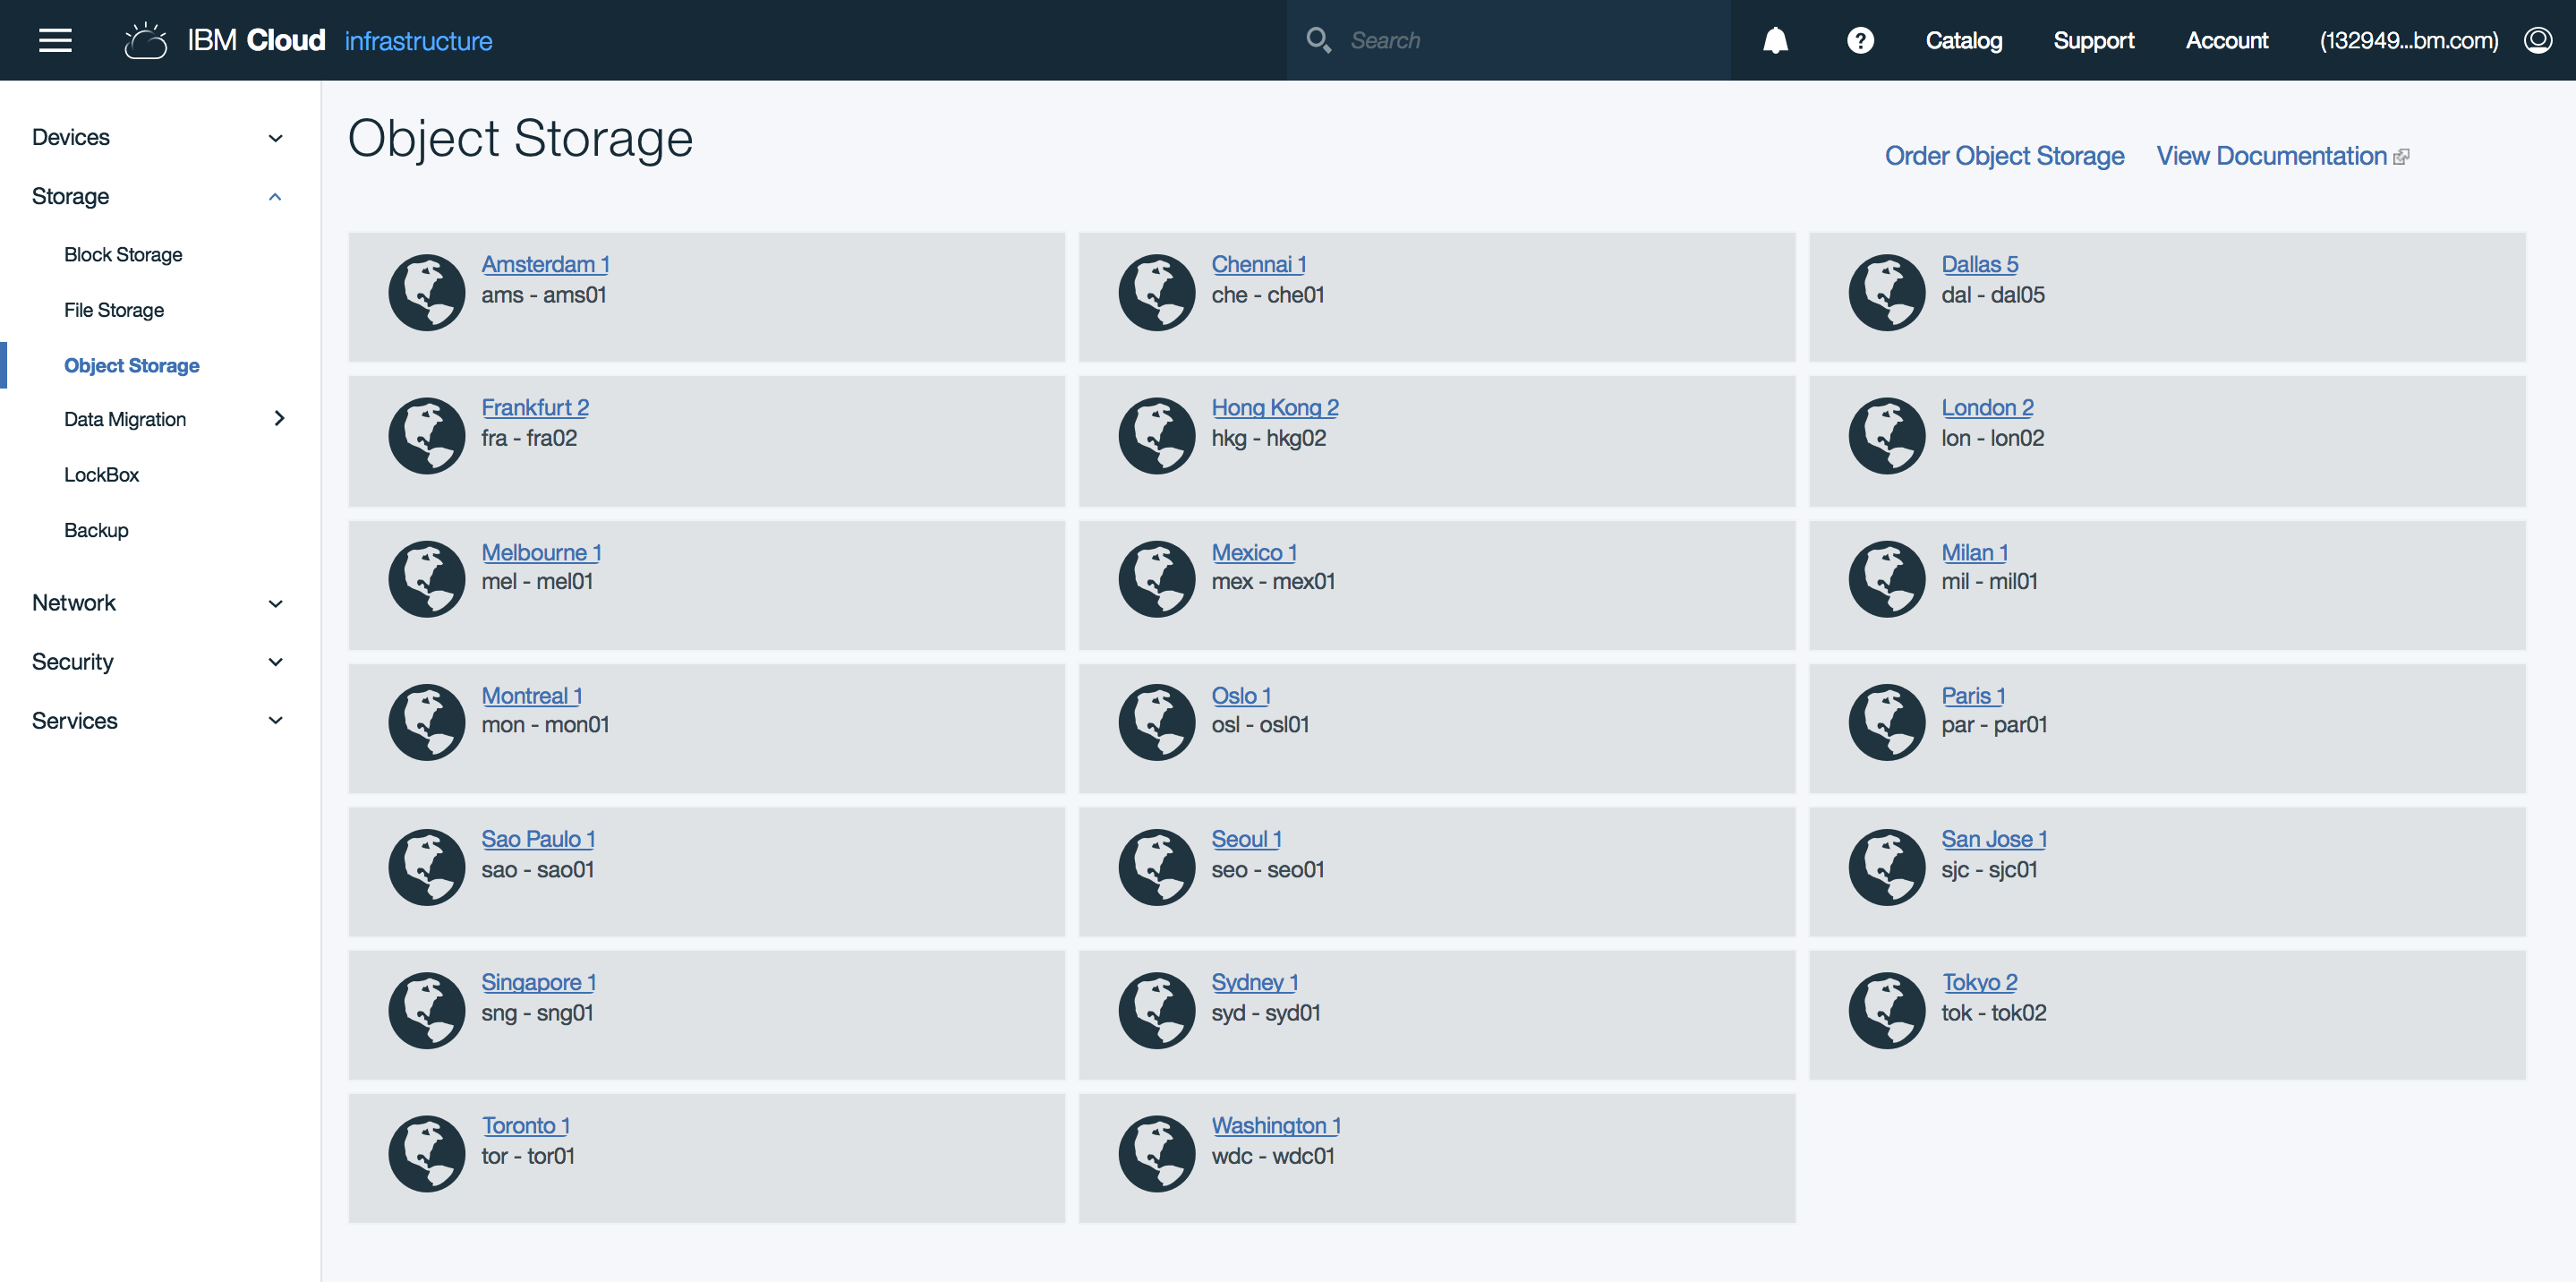 IBM Cloud infrastructure
Search
?
Catalog
Support
Account
(132949...bm.com)
Devices
Storage
Block Storage
File Storage
Object Storage
Data Migration
LockBox
Backup
Network
Security
Services
Object Storage
Order Object Storage
View Documentation
Amsterdam 1
ams - ams01
Chennai 1
che - che01
Dallas 5
dal - dal05
Frankfurt 2
fra - fra02
Hong Kong 2
hkg - hkg02
London 2
lon - lon02
Melbourne 1
mel - mel01
Mexico 1
mex - mex01
Milan 1
mil - mil01
Montreal 1
mon - mon01
Oslo 1
osl - osl01
Paris 1
par - par01
Sao Paulo 1
sao - sao01
Seoul 1
seo - seo01
San Jose 1
sjc - sjc01
Singapore 1
sng - sng01
Sydney 1
syd - syd01
Tokyo 2
tok - tok02
Toronto 1
tor - tor01
Washington 1
wdc - wdc01